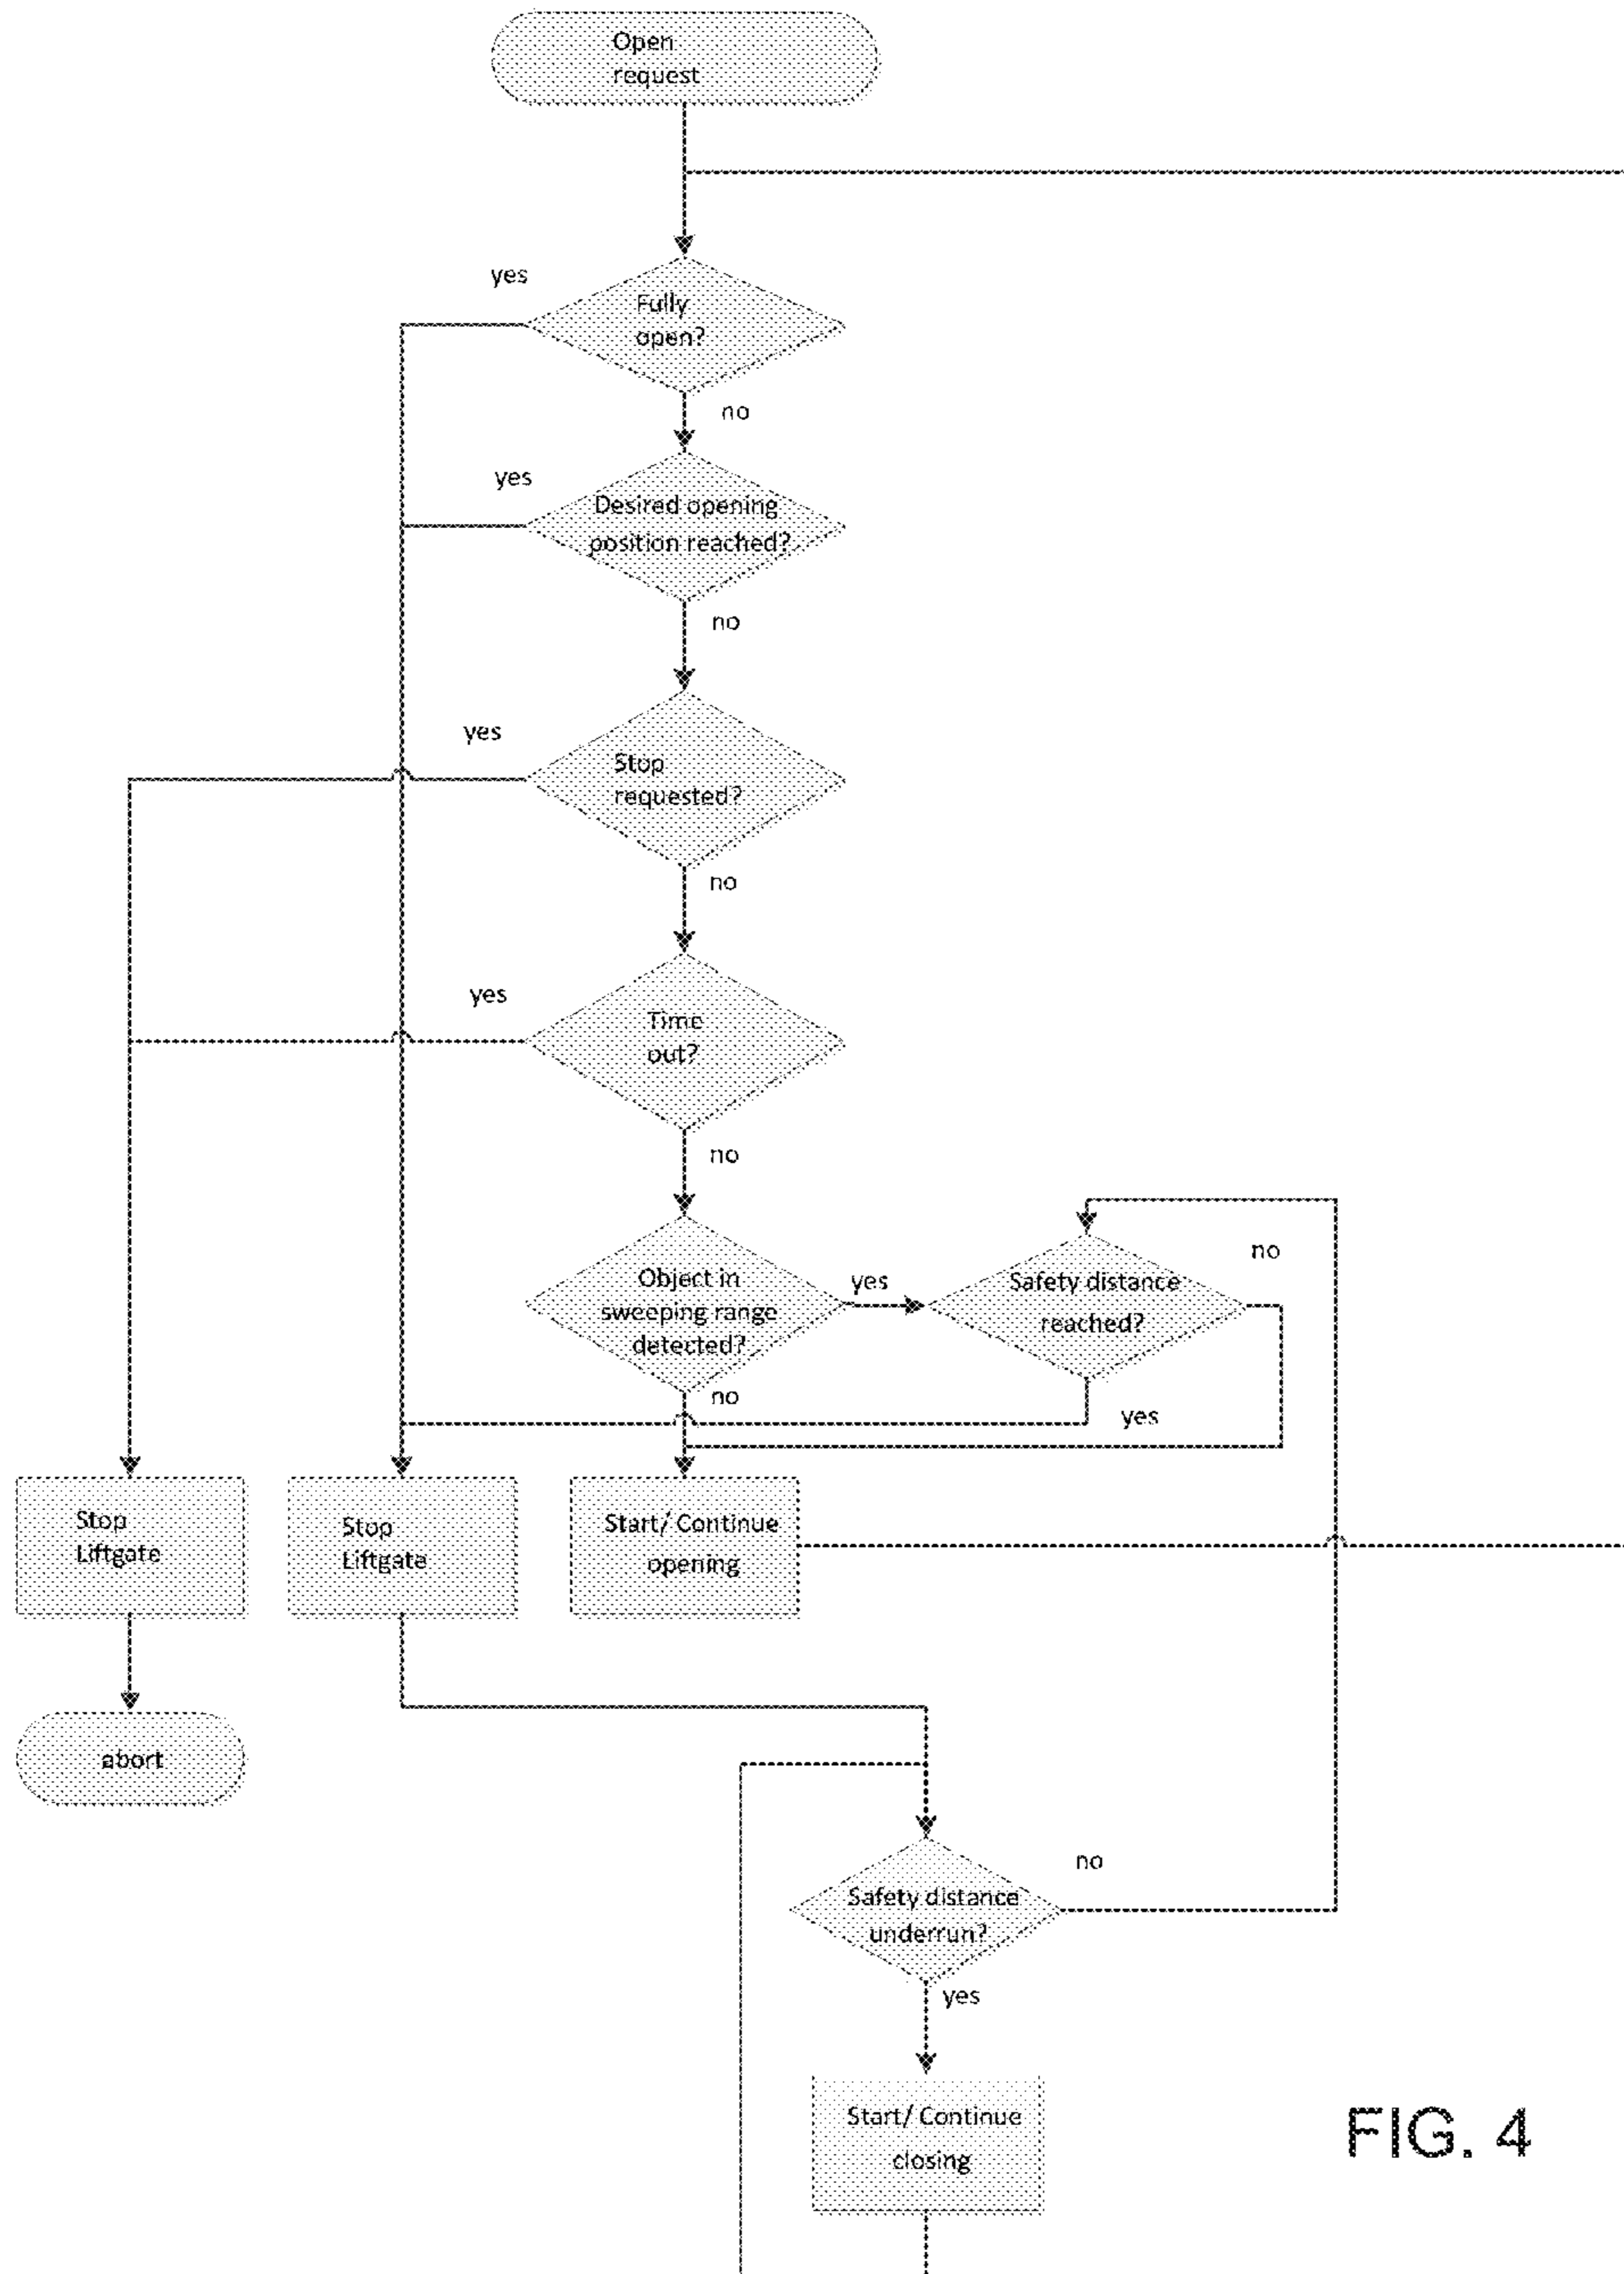 Open
request
yes
Fully
open?
no
yes
Desired opening
position reached?
no
yes
Stop
requested?
no
yes
Time
out?
no
Object in
sweeping range
detected?
yes
Safety distance
reached?
no
no
yes
Stop
Liftgate
Stop
Liftgate
Start/ Continue
opening
abort
Safety distance
underrun?
no
yes
Start/ Continue
closing
FIG. 4